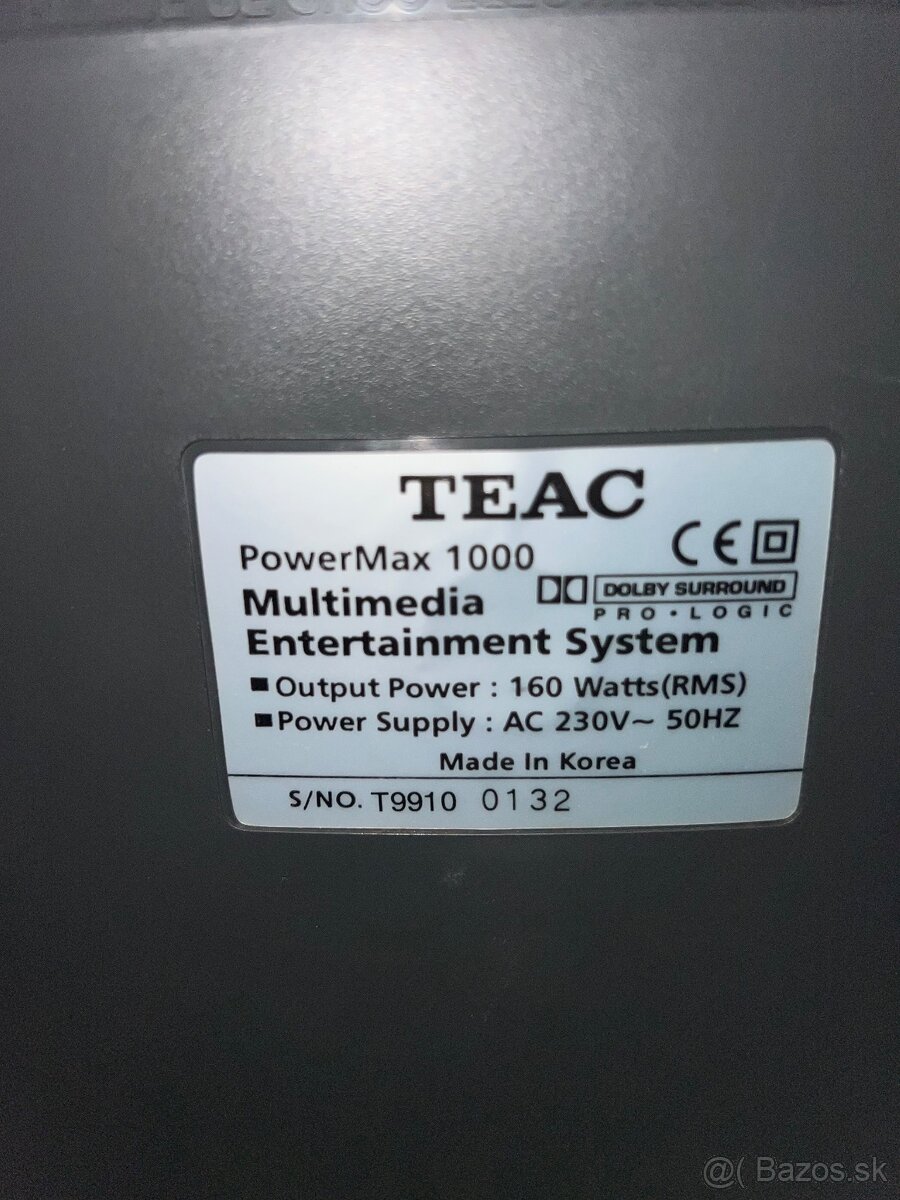 TEAC
PowerMax 1000
CE
Multimedia
DOLBY SURROUND
PRO・LOGIC
Entertainment System
■Output Power : 160 Watts(RMS)
■Power Supply : AC 230V~ 50HZ
Made In Korea
S/NO. T9910 0132
@( Bazos.sk